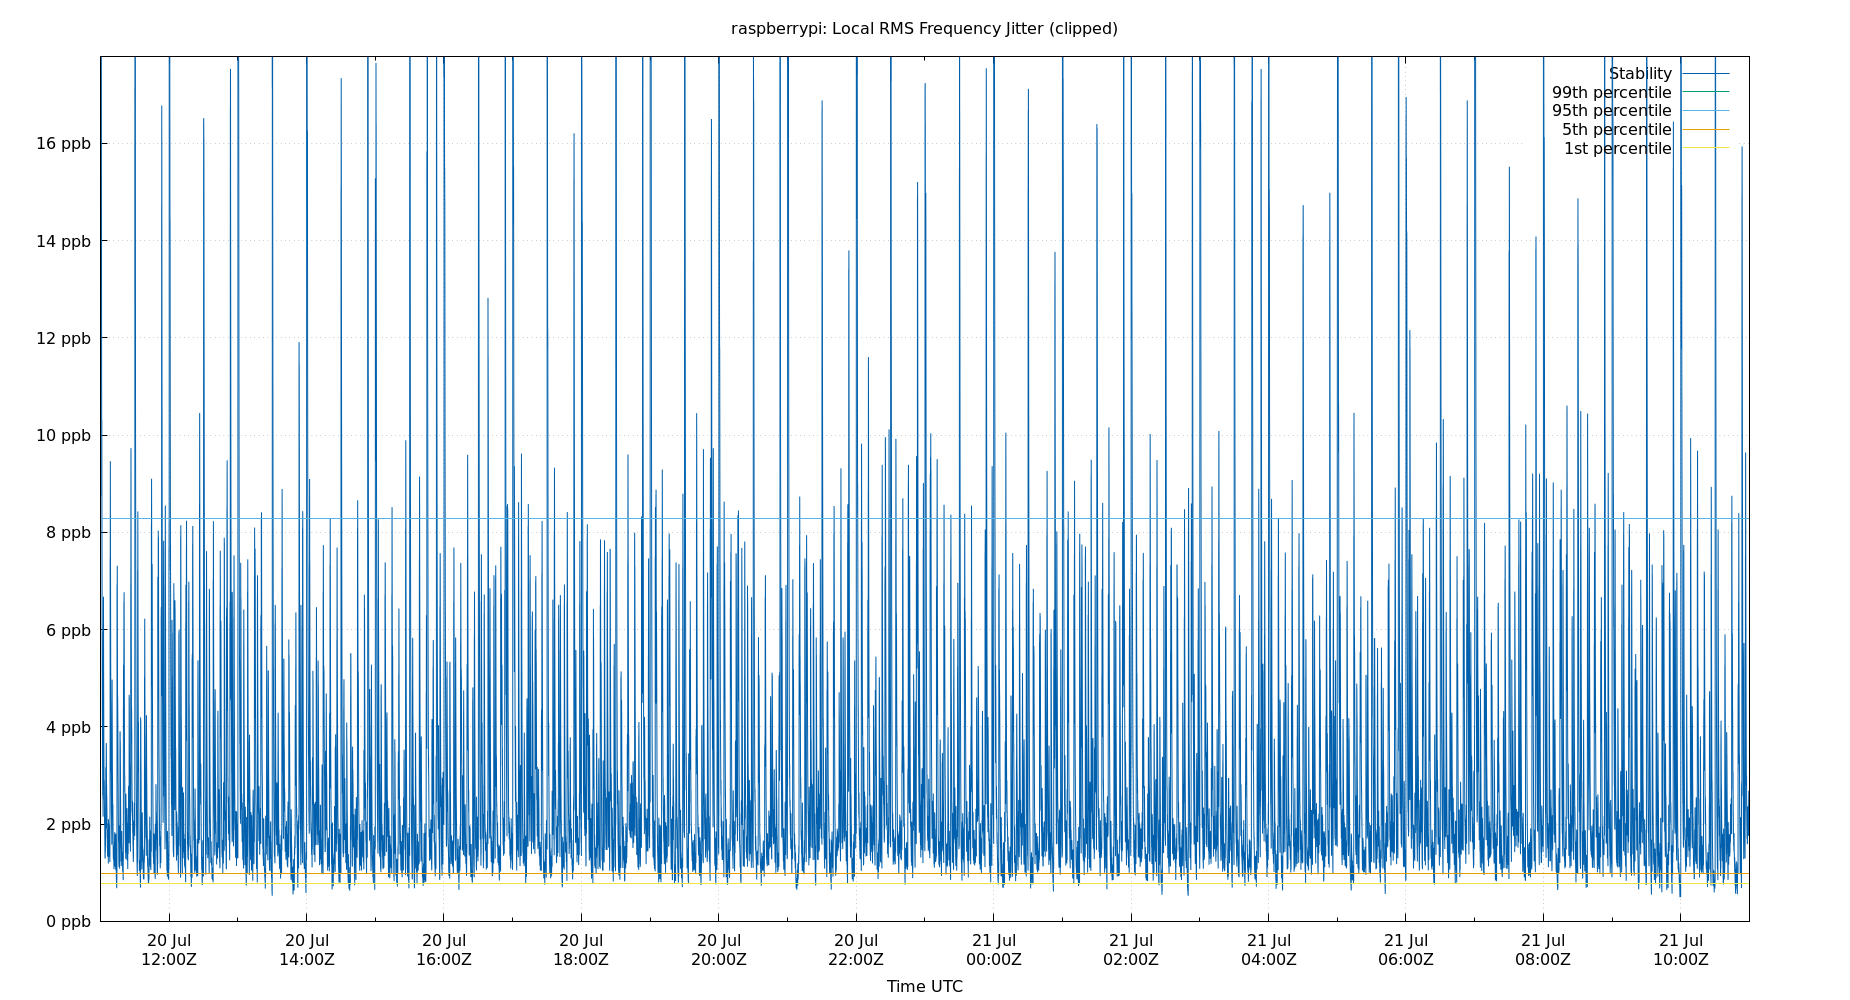 raspberrypi: Local RMS Frequency Jitter (clipped)
Stability
99th percentile
95th percentile
5th percentile
1st percentile
16 ppb
14 ppb
12 ppb
10 ppb
8 ppb
6 ppb
4 ppb
2 ppb
0 ppb
20 Jul 20 Jul 20 Jul 20 Jul 20 Jul 20 Jul 21 Jul 21 Jul 21 Jul 21 Jul 21 Jul 21 Jul
12:00Z 14:00Z 16:00Z 18:00Z 20:00Z 22:00Z 00:00Z 02:00Z 04:00Z 06:00Z 08:00Z 10:00Z
Time UTC